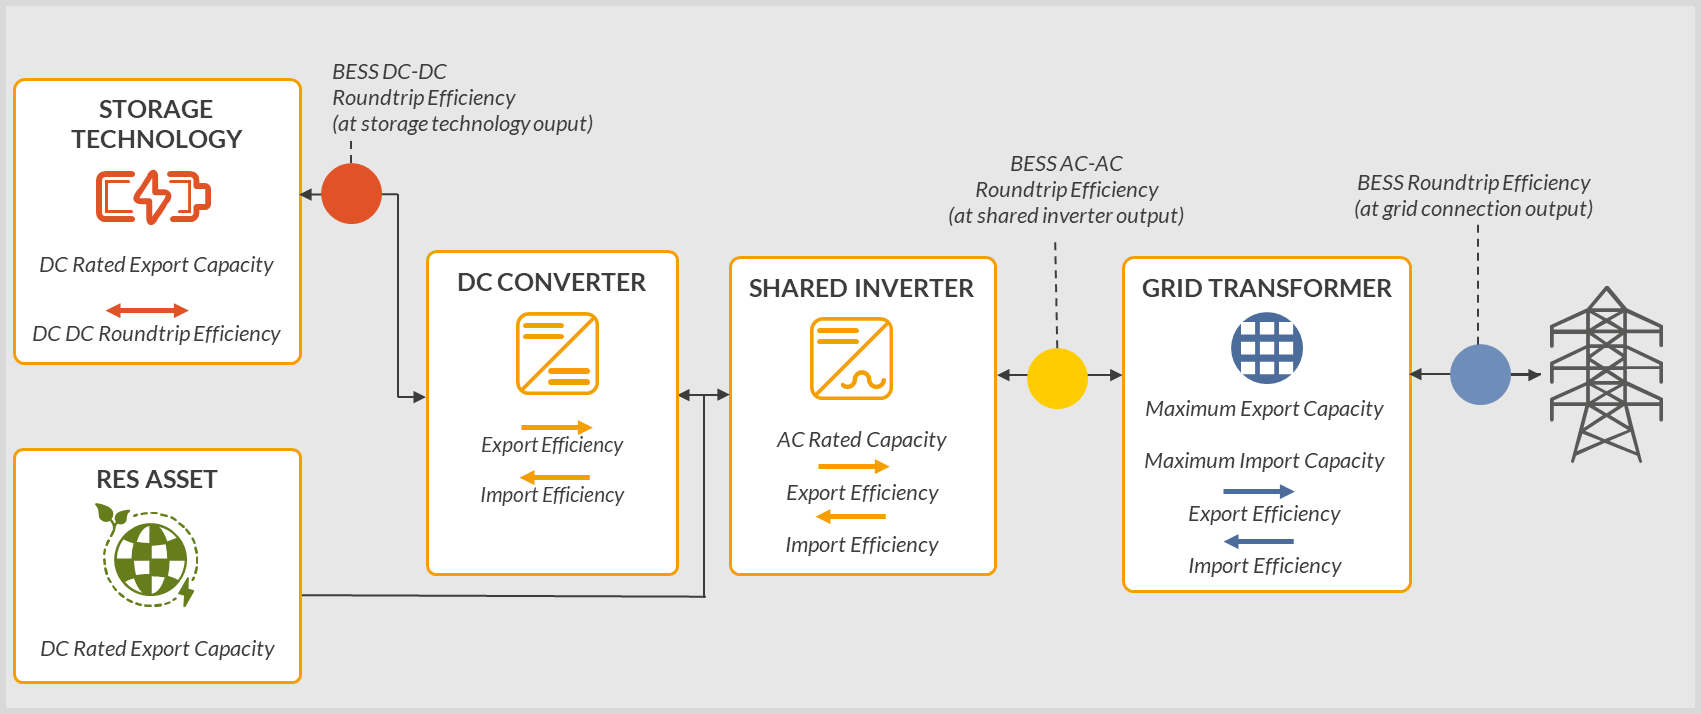 BESS DC-DC
Roundtrip Efficiency
(at storage technology ouput)
STORAGE
TECHNOLOGY
DC Rated Export Capacity
DC DC Roundtrip Efficiency
RES ASSET
DC Rated Export Capacity
DC CONVERTER
Export Efficiency
Import Efficiency
SHARED INVERTER
AC Rated Capacity
Export Efficiency
Import Efficiency
BESS AC-AC
Roundtrip Efficiency
(at shared inverter output)
GRID TRANSFORMER
Maximum Export Capacity
Maximum Import Capacity
Export Efficiency
Import Efficiency
BESS Roundtrip Efficiency
(at grid connection output)